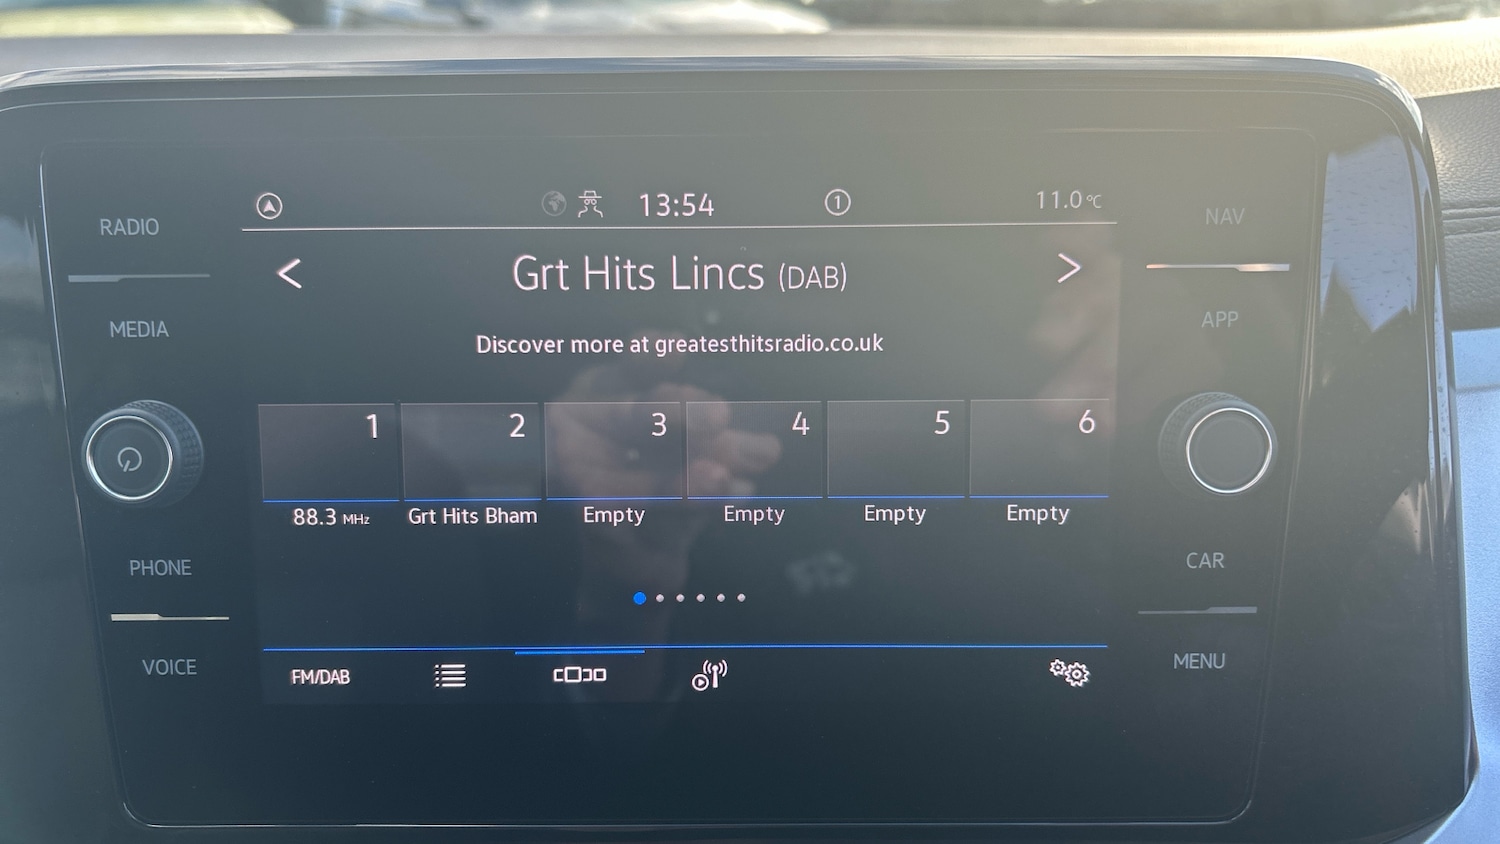 RADIO
MEDIA
PHONE
VOICE
13:54
1
11.0 °C
< Grt Hits Lincs (DAB) >
Discover more at greatesthitsradio.co.uk
1 2 3 4 5 6
88.3 MHz Grt Hits Bham Empty Empty Empty Empty
FM/DAB
NAV
APP
CAR
MENU